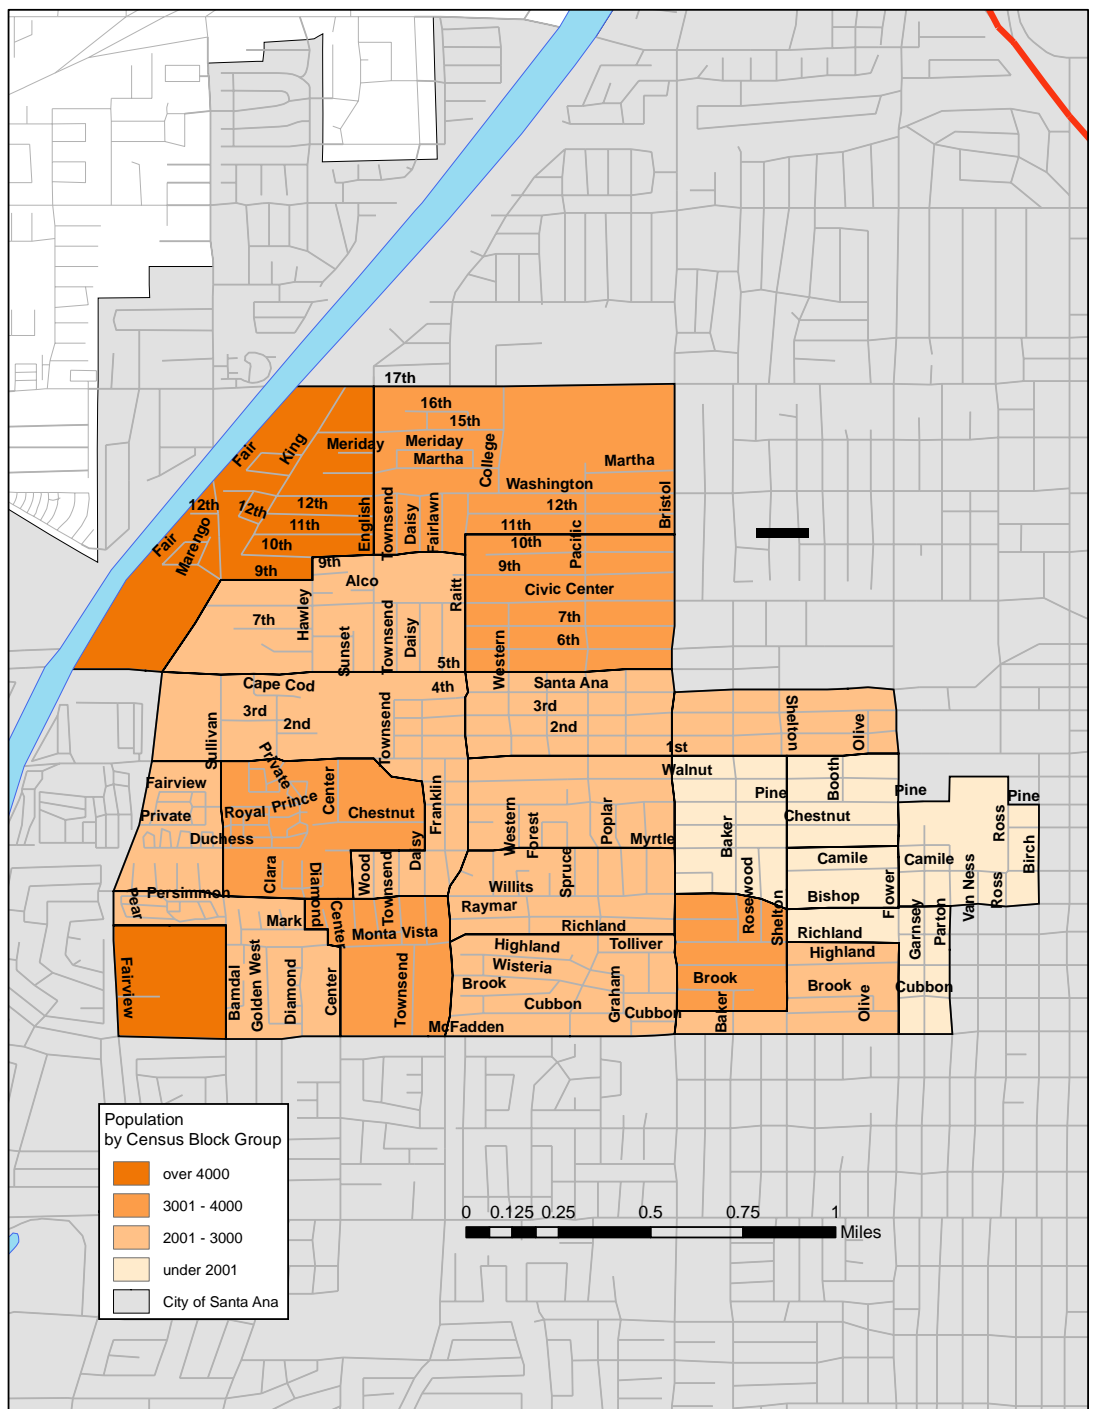 17th
16th
15th
Fair
King
Meriday
Meriday
Martha
College
Martha
Washington
12th
12th
12th
12th
English
Townsend
Daisy
Fairlawn
Bristol
11th
11th
Fair
Marengo
10th
10th
Pacific
9th
9th
9th
Alco
Raitt
Civic Center
Hawley
7th
7th
Sunset
Townsend
Daisy
6th
Western
5th
Cape Cod
4th
Santa Ana
3rd
2nd
3rd
2nd
Sullivan
Townsend
Shelton
Olive
1st
Private
Walnut
Fairview
Center
Franklin
Booth
Pine
Pine
Pine
Private
Royal Prince
Chestnut
Western
Forest
Poplar
Chestnut
Ross
Duchess
Daisy
Myrtle
Baker
Birch
Clara
Diamond
Wood
Townsend
Spruce
Camile
Camile
Van Ness
Ross
Persimmon
Willits
Rosewood
Bishop
Flower
Pear
Raymar
Shelton
Garnsey
Parton
Mark
Center
Monta Vista
Richland
Richland
Highland
Tolliver
Highland
Fairview
Bamdal
Golden West
Diamond
Center
Townsend
Wisteria
Brook
Graham
Brook
Brook
Olive
Cubbon
Cubbon
Cubbon
Baker
McFadden
Population
by Census Block Group
over 4000
3001 - 4000
2001 - 3000
under 2001
City of Santa Ana
0 0.125 0.25 0.5 0.75 1
Miles